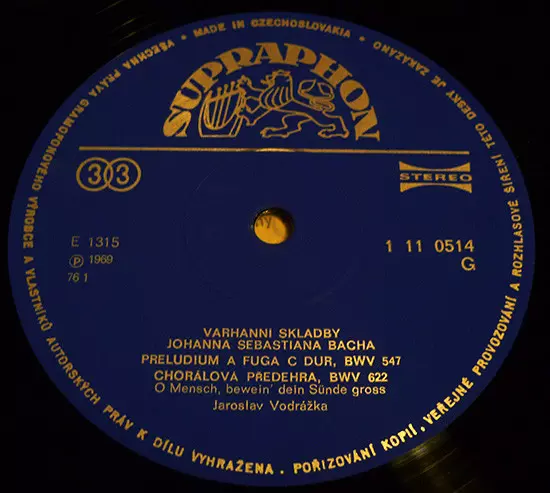 SUPRAPHON
33
STEREO
E 1315
℗ 1969
76 1
1 11 0514
G
VARHANNI SKLADBY
JOHANNA SEBASTIANA BACHA
PRELUDIUM A FUGA C DUR, BWV 547
CHORÁLOVÁ PŘEDEHRA, BWV 622
O Mensch, bewein' dein Sünde gross
Jaroslav Vodrážka
• MADE IN CZECHOSLOVAKIA • VŠECHNA PRÁVA GRAMOFONOVÉHO VÝROBCE A VLASTNÍKŮ AUTORSKÝCH PRÁV K DÍLU VYHRAŽENA. POŘIZOVÁNÍ KOPIÍ, VEŘEJNÉ PROVOZOVÁNÍ A ROZHLASOVÉ ŠÍŘENÍ TÉTO DESKY JE ZAKÁZÁNO